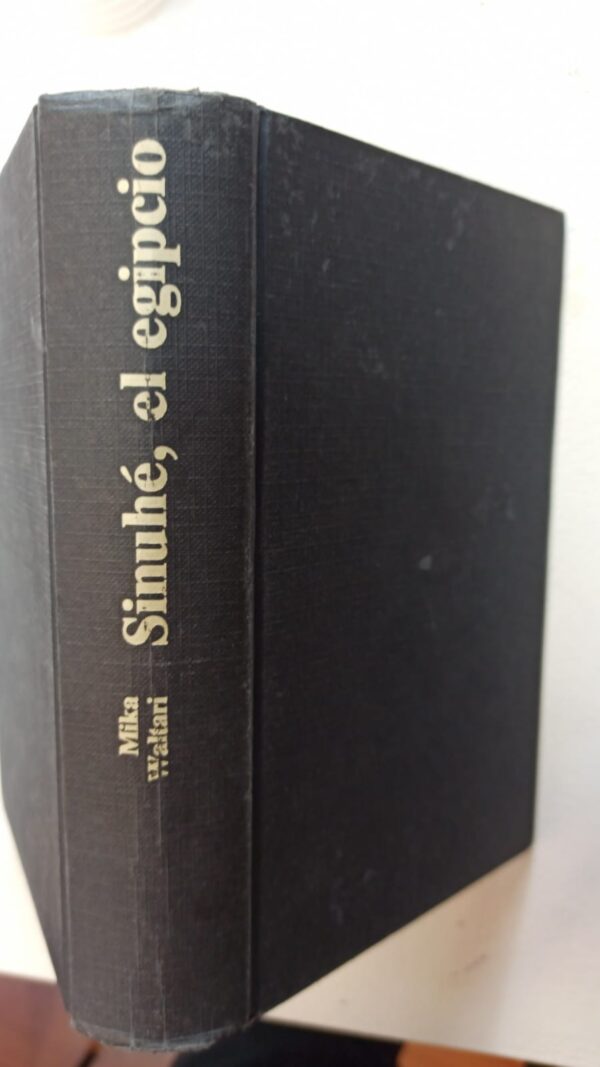 Mika
Waltari
Sinuhé, el egipcio